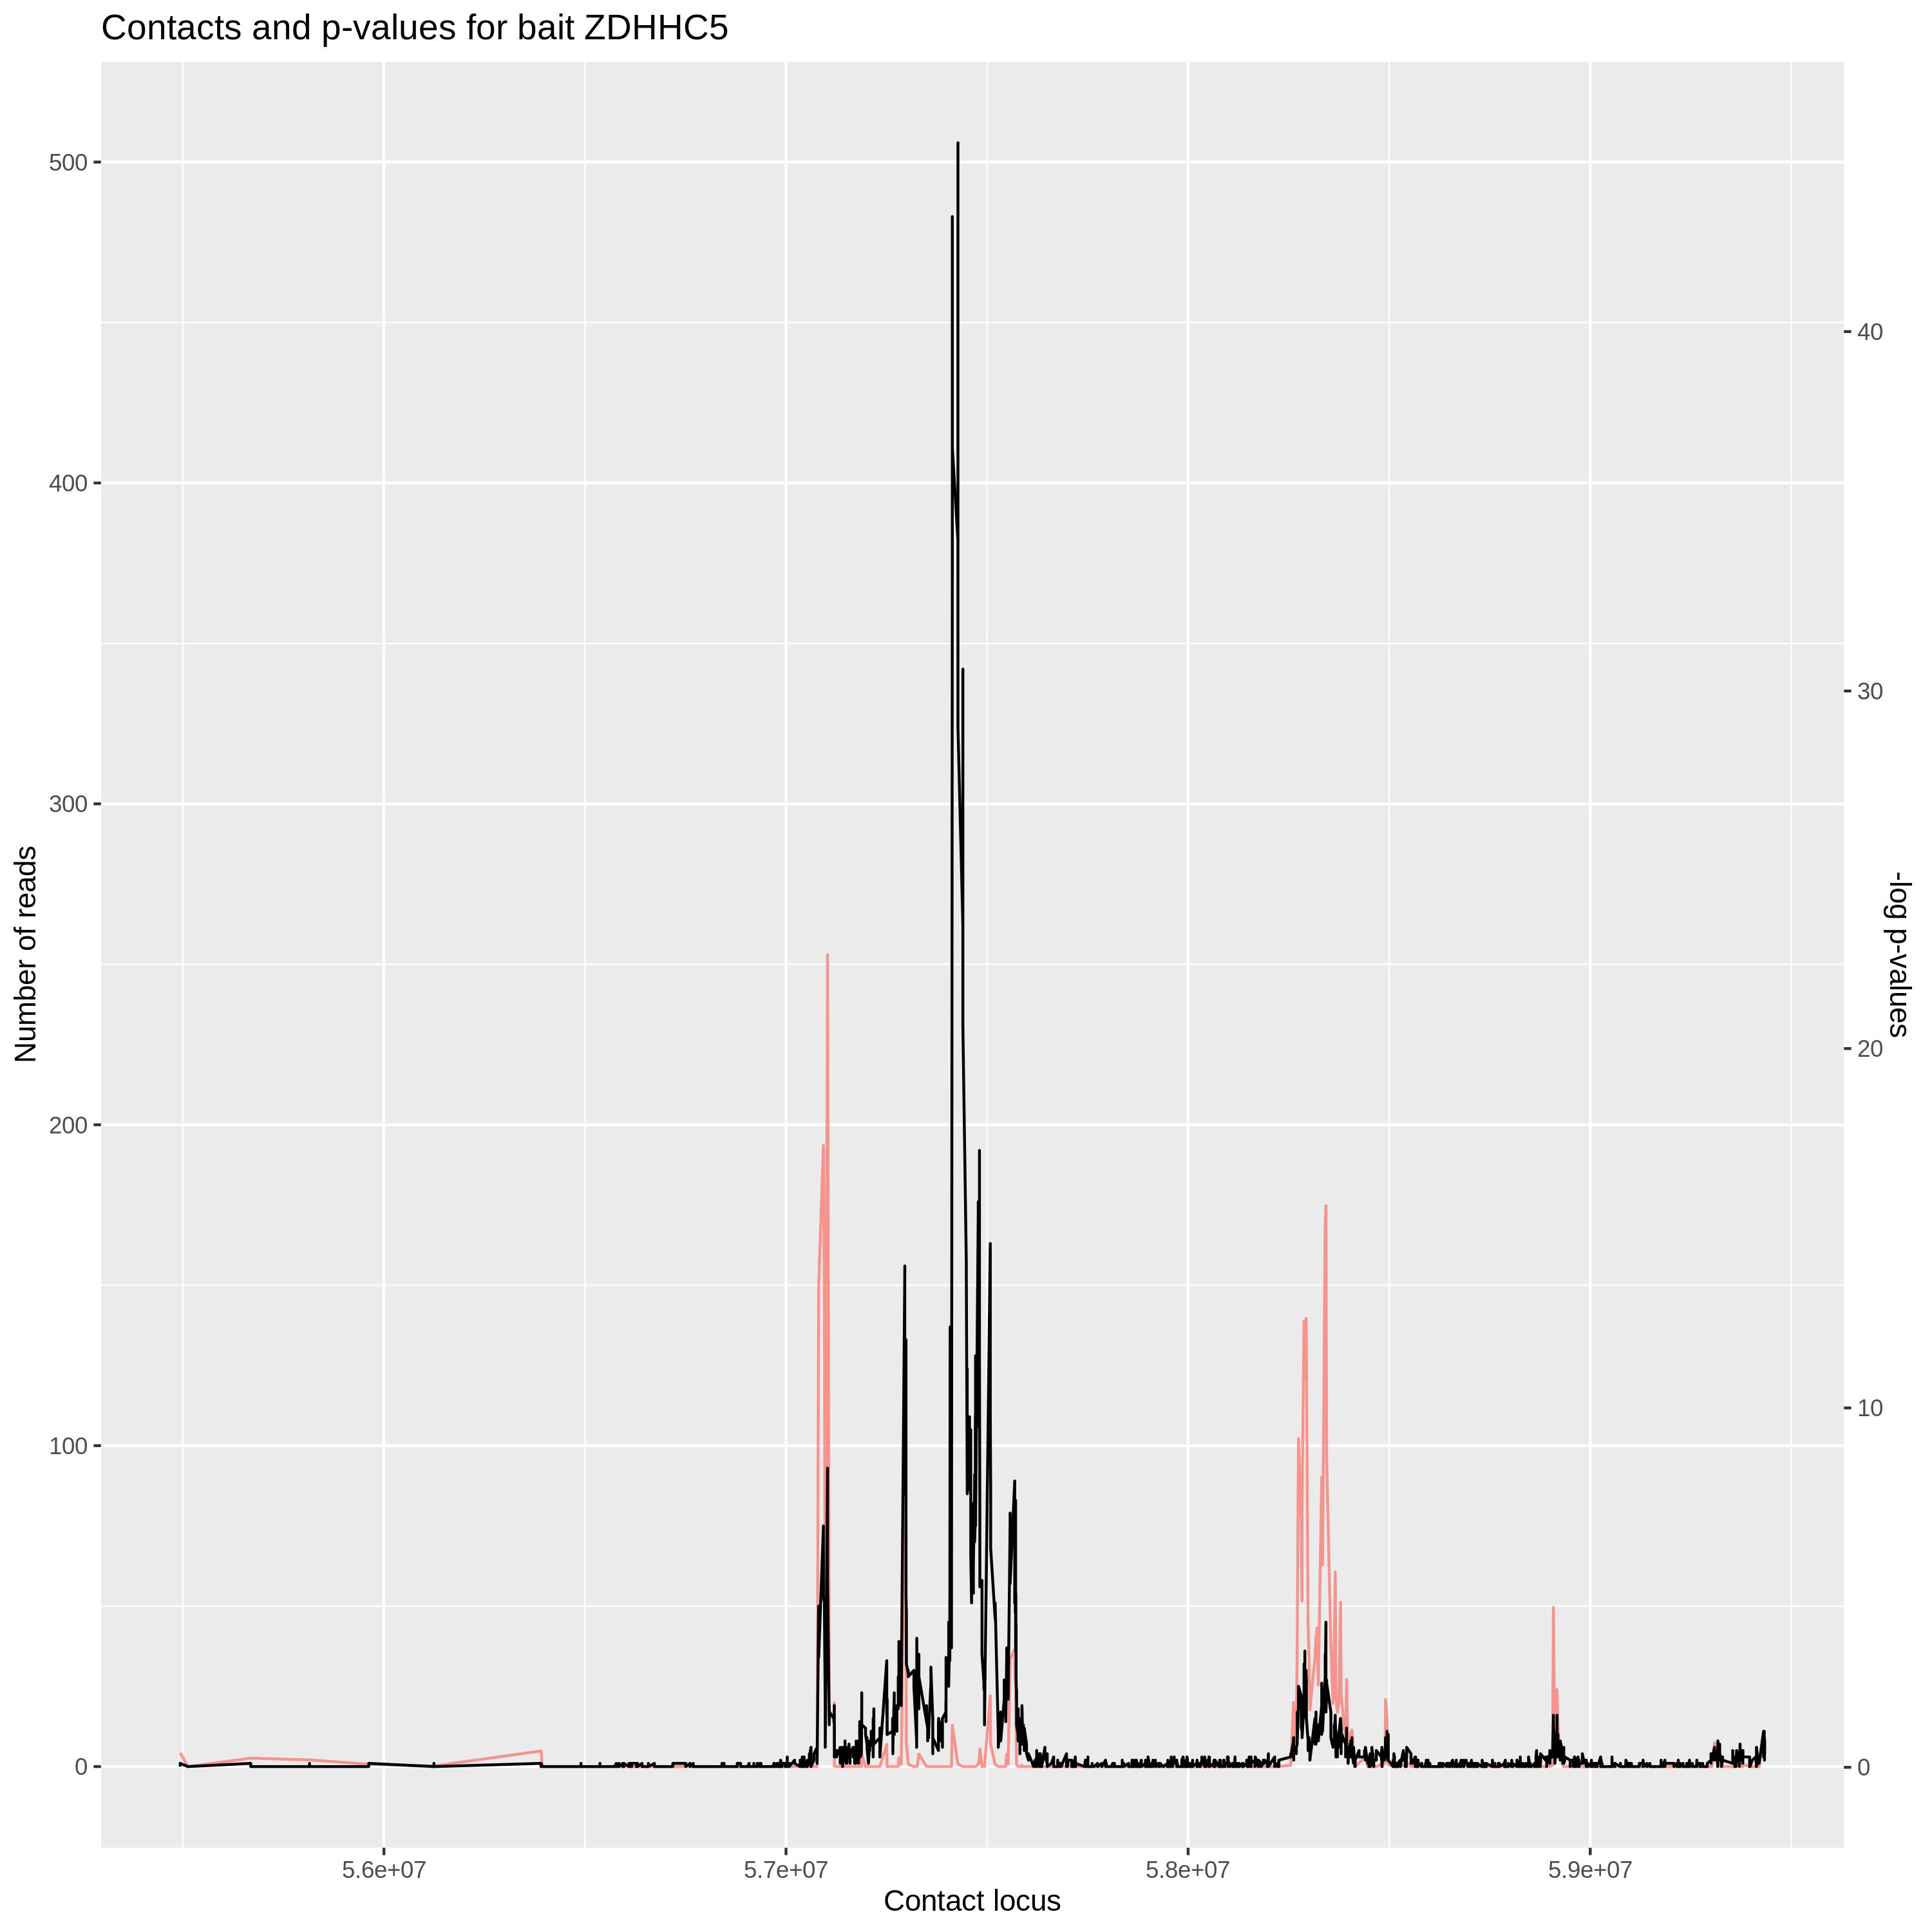 Contacts and p-values for bait ZDHHC5
500
400
300
200
100
0
Number of reads
40
30
20
10
0
-log p-values
5.6e+07
5.7e+07
5.8e+07
5.9e+07
Contact locus